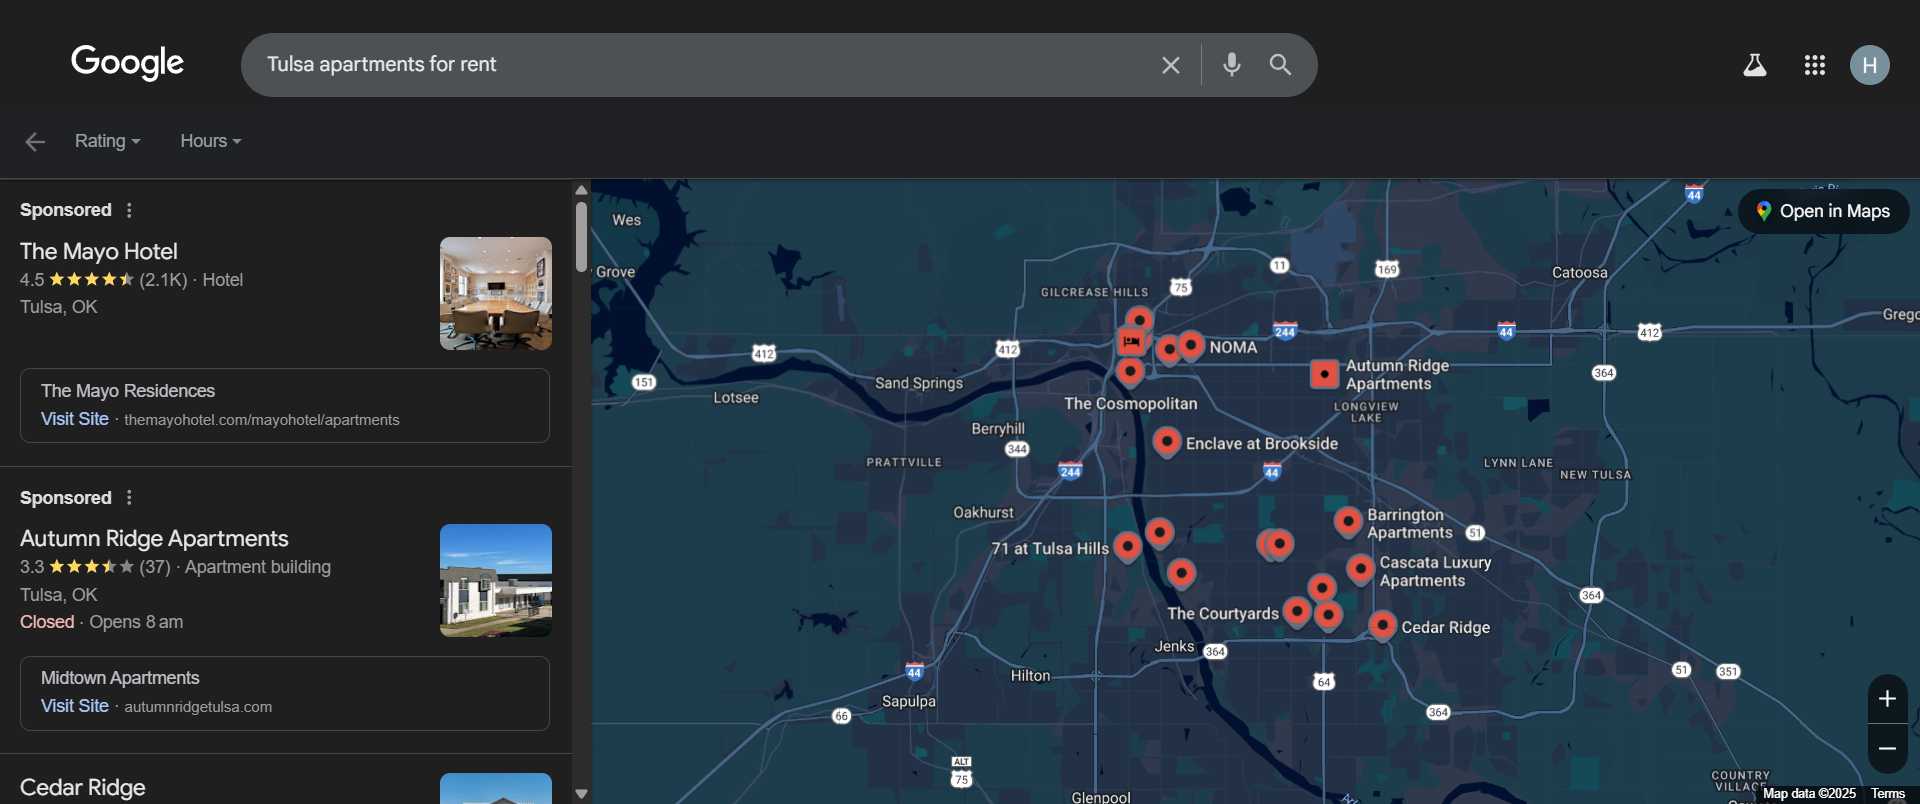 Google
Tulsa apartments for rent
H
Rating
Hours
Sponsored
The Mayo Hotel
4.5 (2.1K) · Hotel
Tulsa, OK
The Mayo Residences
Visit Site · themayohotel.com/mayohotel/apartments
Sponsored
Autumn Ridge Apartments
3.3 (37) · Apartment building
Tulsa, OK
Closed · Opens 8 am
Midtown Apartments
Visit Site · autumnridgetulsa.com
Cedar Ridge
Open in Maps
44
Wes
Grove
11
169
Catoosa
GILCREASE HILLS
75
Grego
412
412
244
44
412
NOMA
Autumn Ridge
Apartments
364
151
Sand Springs
Lotsee
The Cosmopolitan
LONGVIEW
LAKE
Berryhill
344
Enclave at Brookside
PRATTVILLE
244
44
LYNN LANE
NEW TULSA
Oakhurst
Barrington
Apartments
51
71 at Tulsa Hills
Cascata Luxury
Apartments
364
The Courtyards
Cedar Ridge
Jenks
364
44
Hilton
64
51
351
Sapulpa
66
364
ALT
75
COUNTRY
VILLAGE
Glenpool
Map data ©2025
Terms